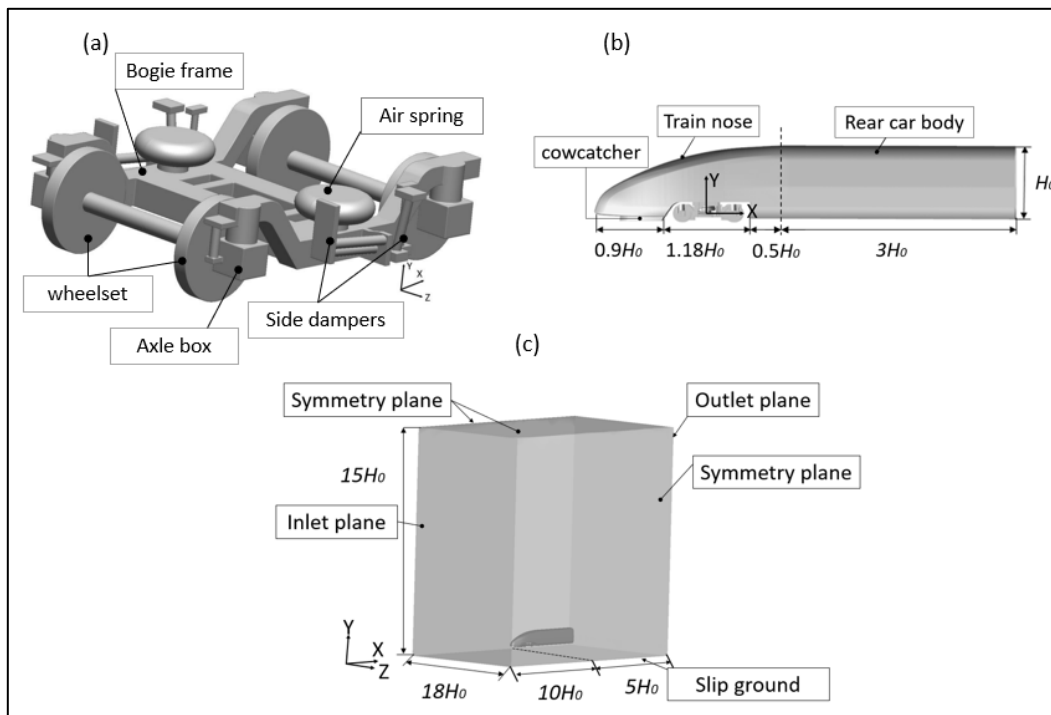 (a)
Bogie frame
Air spring
wheelset
Axle box
Side dampers
Y
X
Z
(b)
Train nose
Rear car body
cowcatcher
Y
X
H₀
0.9H₀
1.18H₀
0.5H₀
3H₀
(c)
Symmetry plane
Outlet plane
Symmetry plane
15H₀
Inlet plane
Y
X
Z
18H₀
10H₀
5H₀
Slip ground